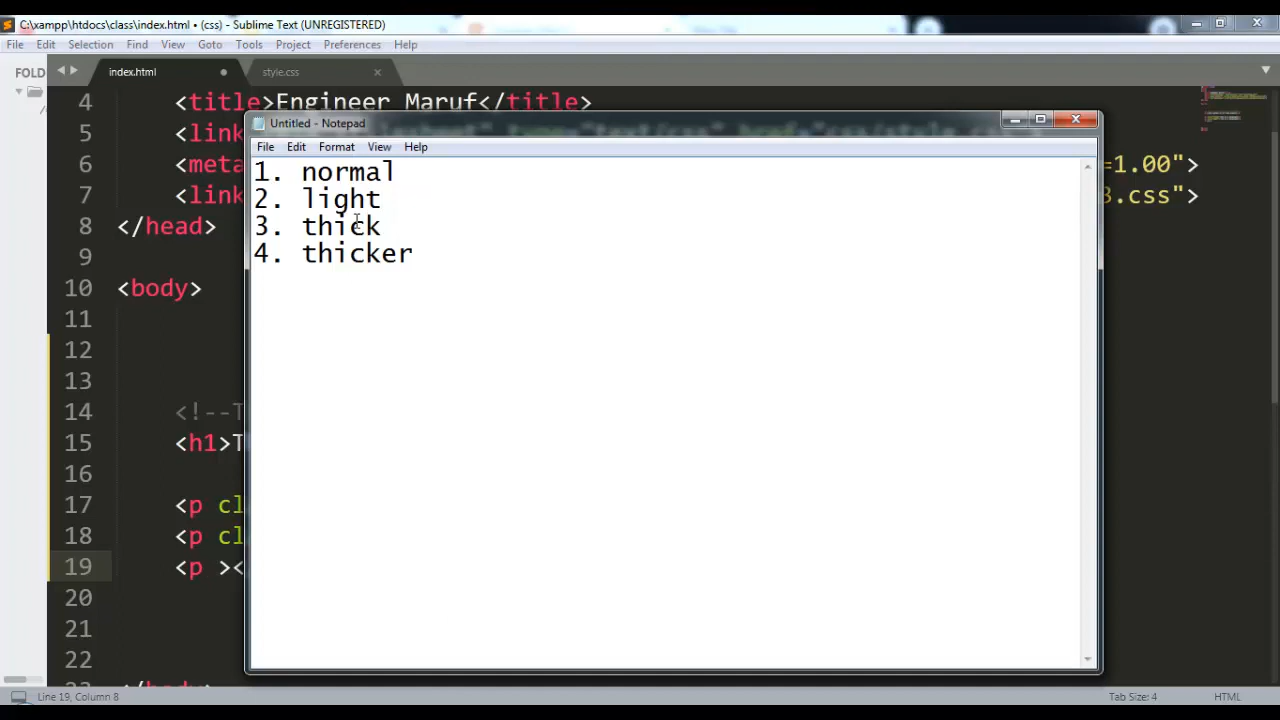 C:\xampp\htdocs\class\index.html • (css) - Sublime Text (UNREGISTERED)
File Edit Selection Find View Goto Tools Project Preferences Help
FOLD
index.html
style.css
4 <title>Engineer Maruf</title>
Untitled - Notepad
5 <link
File Edit Format View Help
6 <meta =1.00">
7 <link .css">
8 </head>
9
10 <body>
11
12
13
14 <!--T
15 <h1>T
16
17 <p cl
18 <p cl
19 <p ><
20
21
22
1. normal
2. light
3. thick
4. thicker
Line 19, Column 8
Tab Size: 4
HTML